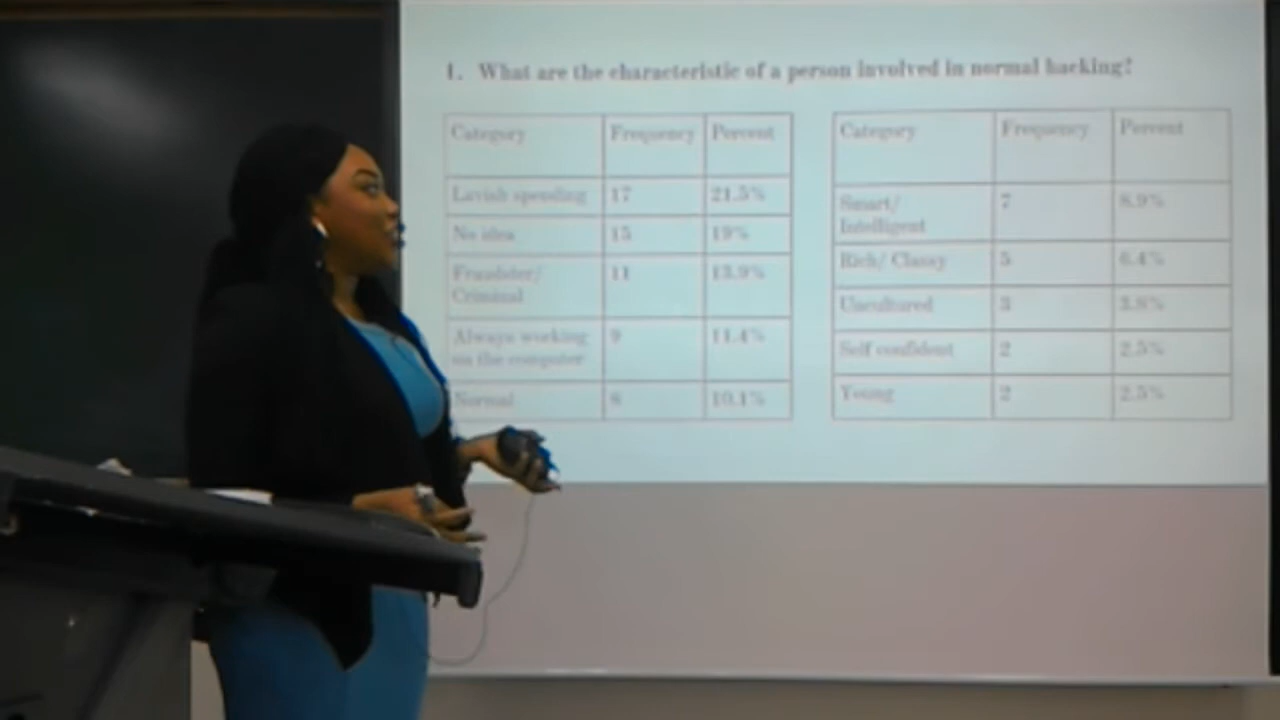 1. What are the characteristic of a person involved in normal hacking?
Category Frequency Percent
Lavish spending 17 21.5%
No idea 15 19%
Fraudster/
Criminal 11 13.9%
Always working
on the computer 9 11.4%
Normal 8 10.1%
Category Frequency Percent
Smart/
Intelligent 7 8.9%
Rich/ Classy 5 6.4%
Uncultured 3 3.8%
Self confident 2 2.5%
Young 2 2.5%